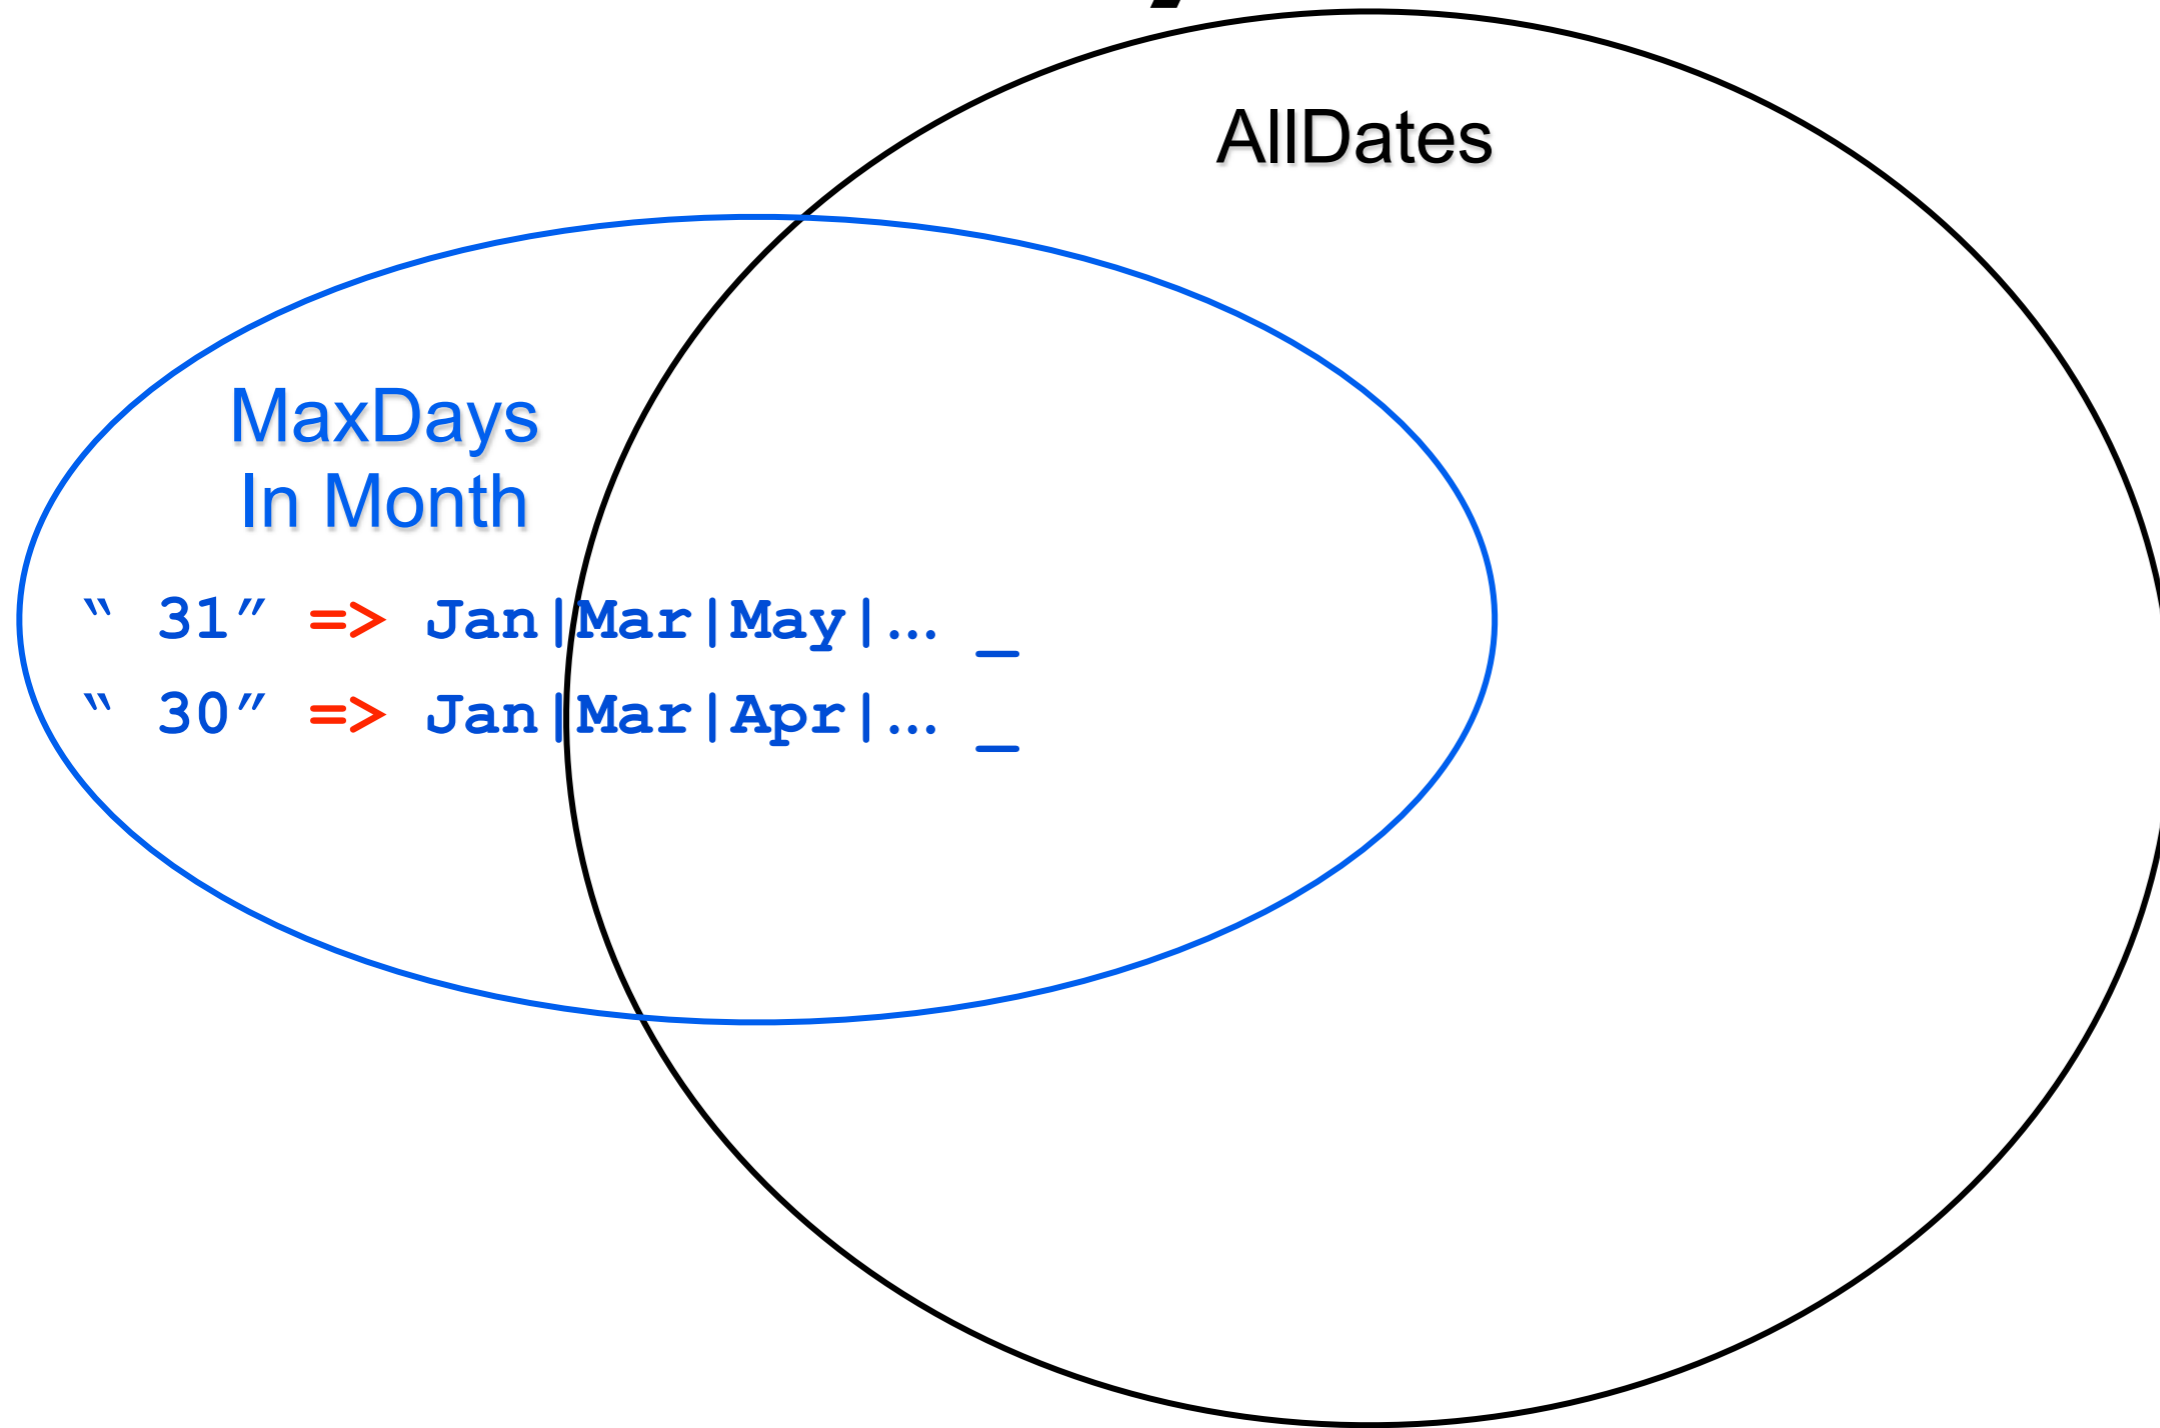 AllDates
MaxDays
In Month
“ 31” => Jan|Mar|May|… _
“ 30” => Jan|Mar|Apr|… _